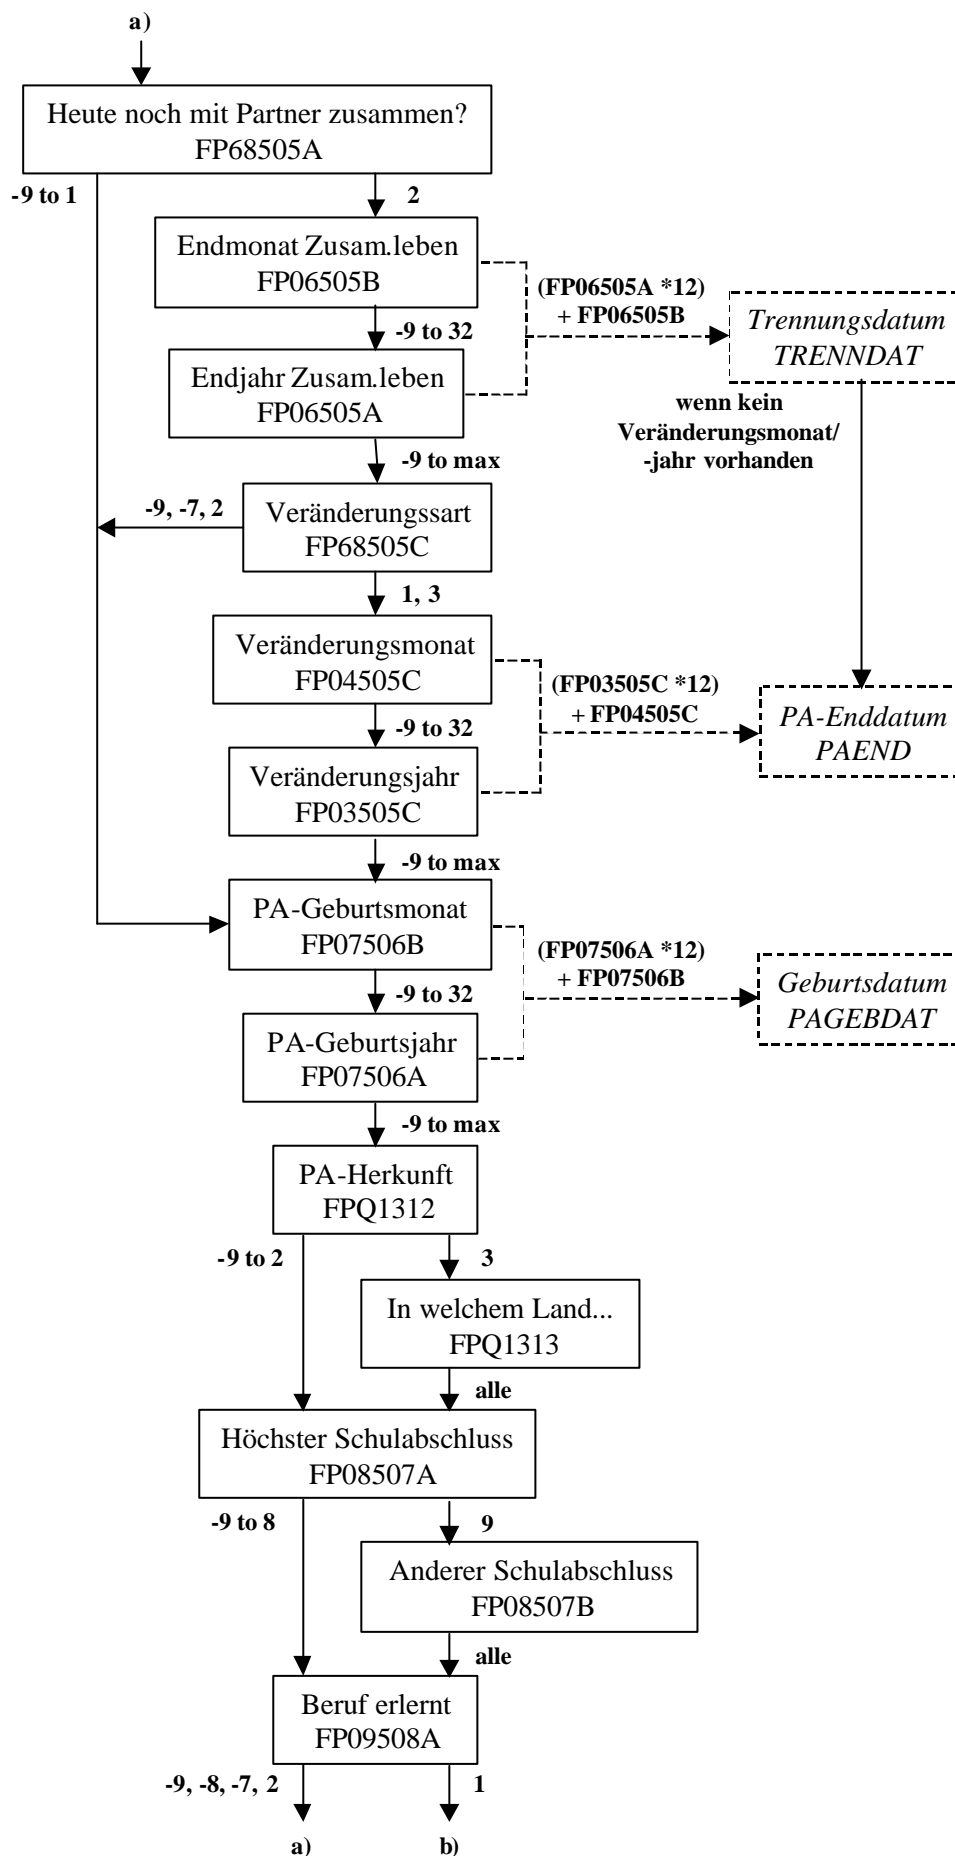 a)
Heute noch mit Partner zusammen?
FP68505A
-9 to 1
2
Endmonat Zusam.leben
FP06505B
(FP06505A *12)
+ FP06505B
Trennungsdatum
TRENNDAT
-9 to 32
Endjahr Zusam.leben
FP06505A
wenn kein
Veränderungsmonat/
-jahr vorhanden
-9 to max
-9, -7, 2
Veränderungssart
FP68505C
1, 3
Veränderungsmonat
FP04505C
(FP03505C *12)
+ FP04505C
PA-Enddatum
PAEND
-9 to 32
Veränderungsjahr
FP03505C
-9 to max
PA-Geburtsmonat
FP07506B
(FP07506A *12)
+ FP07506B
Geburtsdatum
PAGEBDAT
-9 to 32
PA-Geburtsjahr
FP07506A
-9 to max
PA-Herkunft
FPQ1312
-9 to 2
3
In welchem Land...
FPQ1313
alle
Höchster Schulabschluss
FP08507A
-9 to 8
9
Anderer Schulabschluss
FP08507B
alle
Beruf erlernt
FP09508A
-9, -8, -7, 2
1
a)
b)